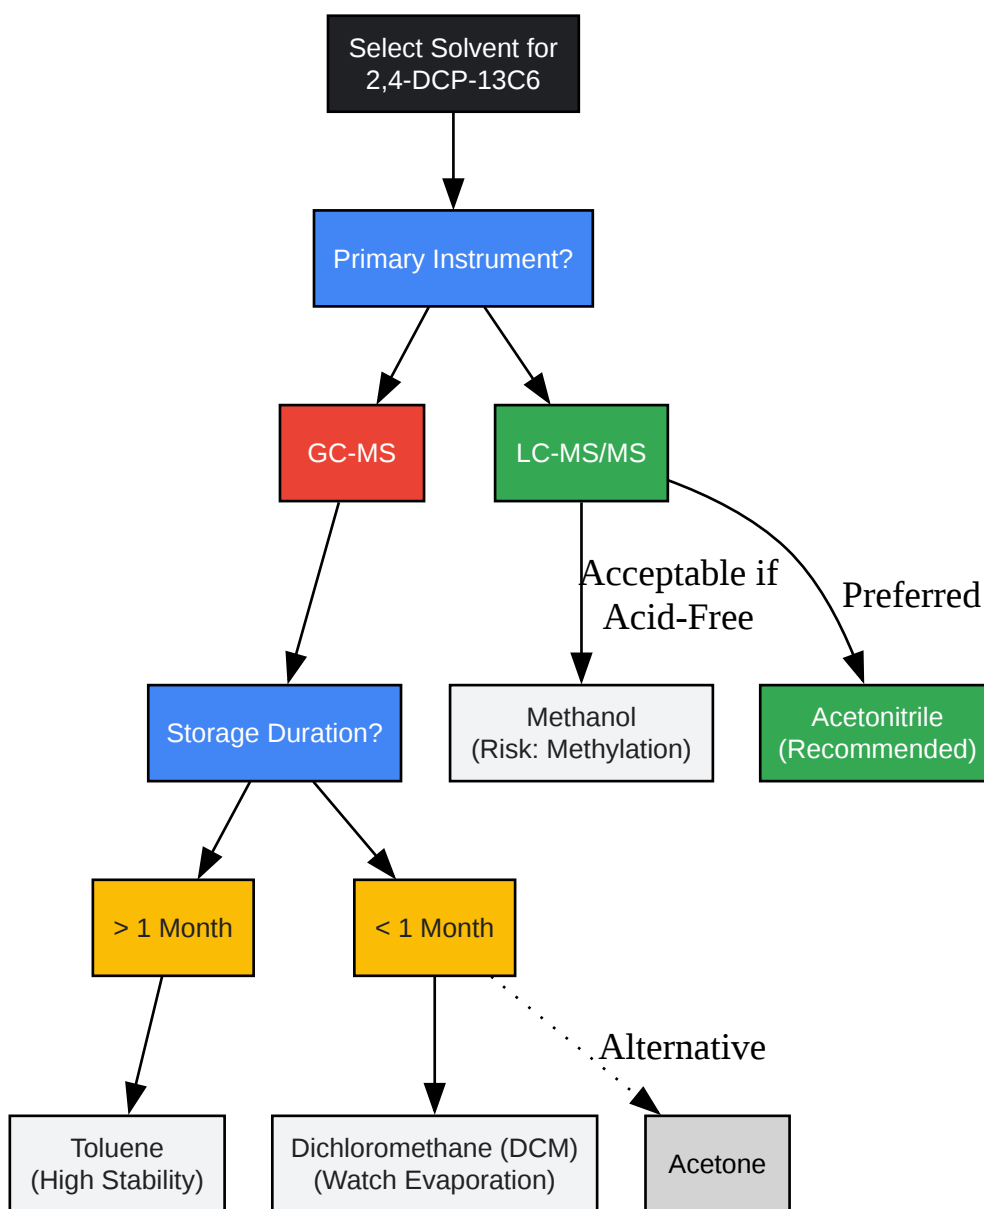 Select Solvent for
2,4-DCP-13C6
Primary Instrument?
GC-MS
LC-MS/MS
Acceptable if
Acid-Free
Preferred
Storage Duration?
Methanol
(Risk: Methylation)
Acetonitrile
(Recommended)
> 1 Month
< 1 Month
Alternative
Toluene
(High Stability)
Dichloromethane (DCM)
(Watch Evaporation)
Acetone